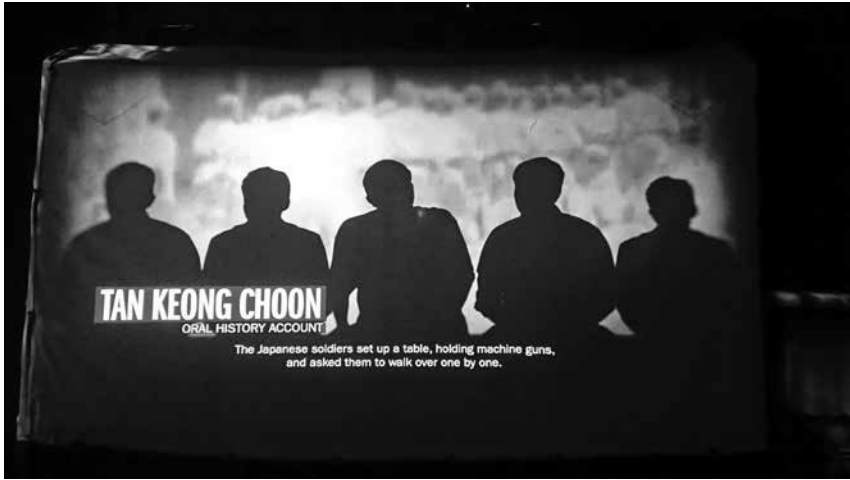 TAN KEONG CHOON
ORAL HISTORY ACCOUNT
The Japanese soldiers set up a table, holding machine guns,
and asked them to walk over one by one.